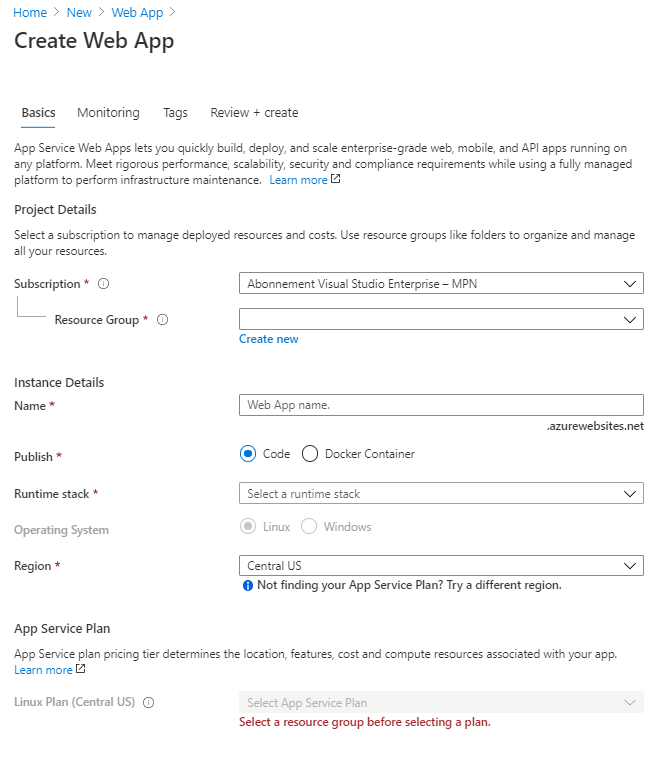 Home > New > Web App >
Create Web App
Basics Monitoring Tags Review + create
App Service Web Apps lets you quickly build, deploy, and scale enterprise-grade web, mobile, and API apps running on
any platform. Meet rigorous performance, scalability, security and compliance requirements while using a fully managed
platform to perform infrastructure maintenance. Learn more
Project Details
Select a subscription to manage deployed resources and costs. Use resource groups like folders to organize and manage
all your resources.
Subscription * Abonnement Visual Studio Enterprise – MPN
Resource Group *
Create new
Instance Details
Name * Web App name.
.azurewebsites.net
Publish * Code Docker Container
Runtime stack * Select a runtime stack
Operating System Linux Windows
Region * Central US
Not finding your App Service Plan? Try a different region.
App Service Plan
App Service plan pricing tier determines the location, features, cost and compute resources associated with your app.
Learn more
Linux Plan (Central US) Select App Service Plan
Select a resource group before selecting a plan.